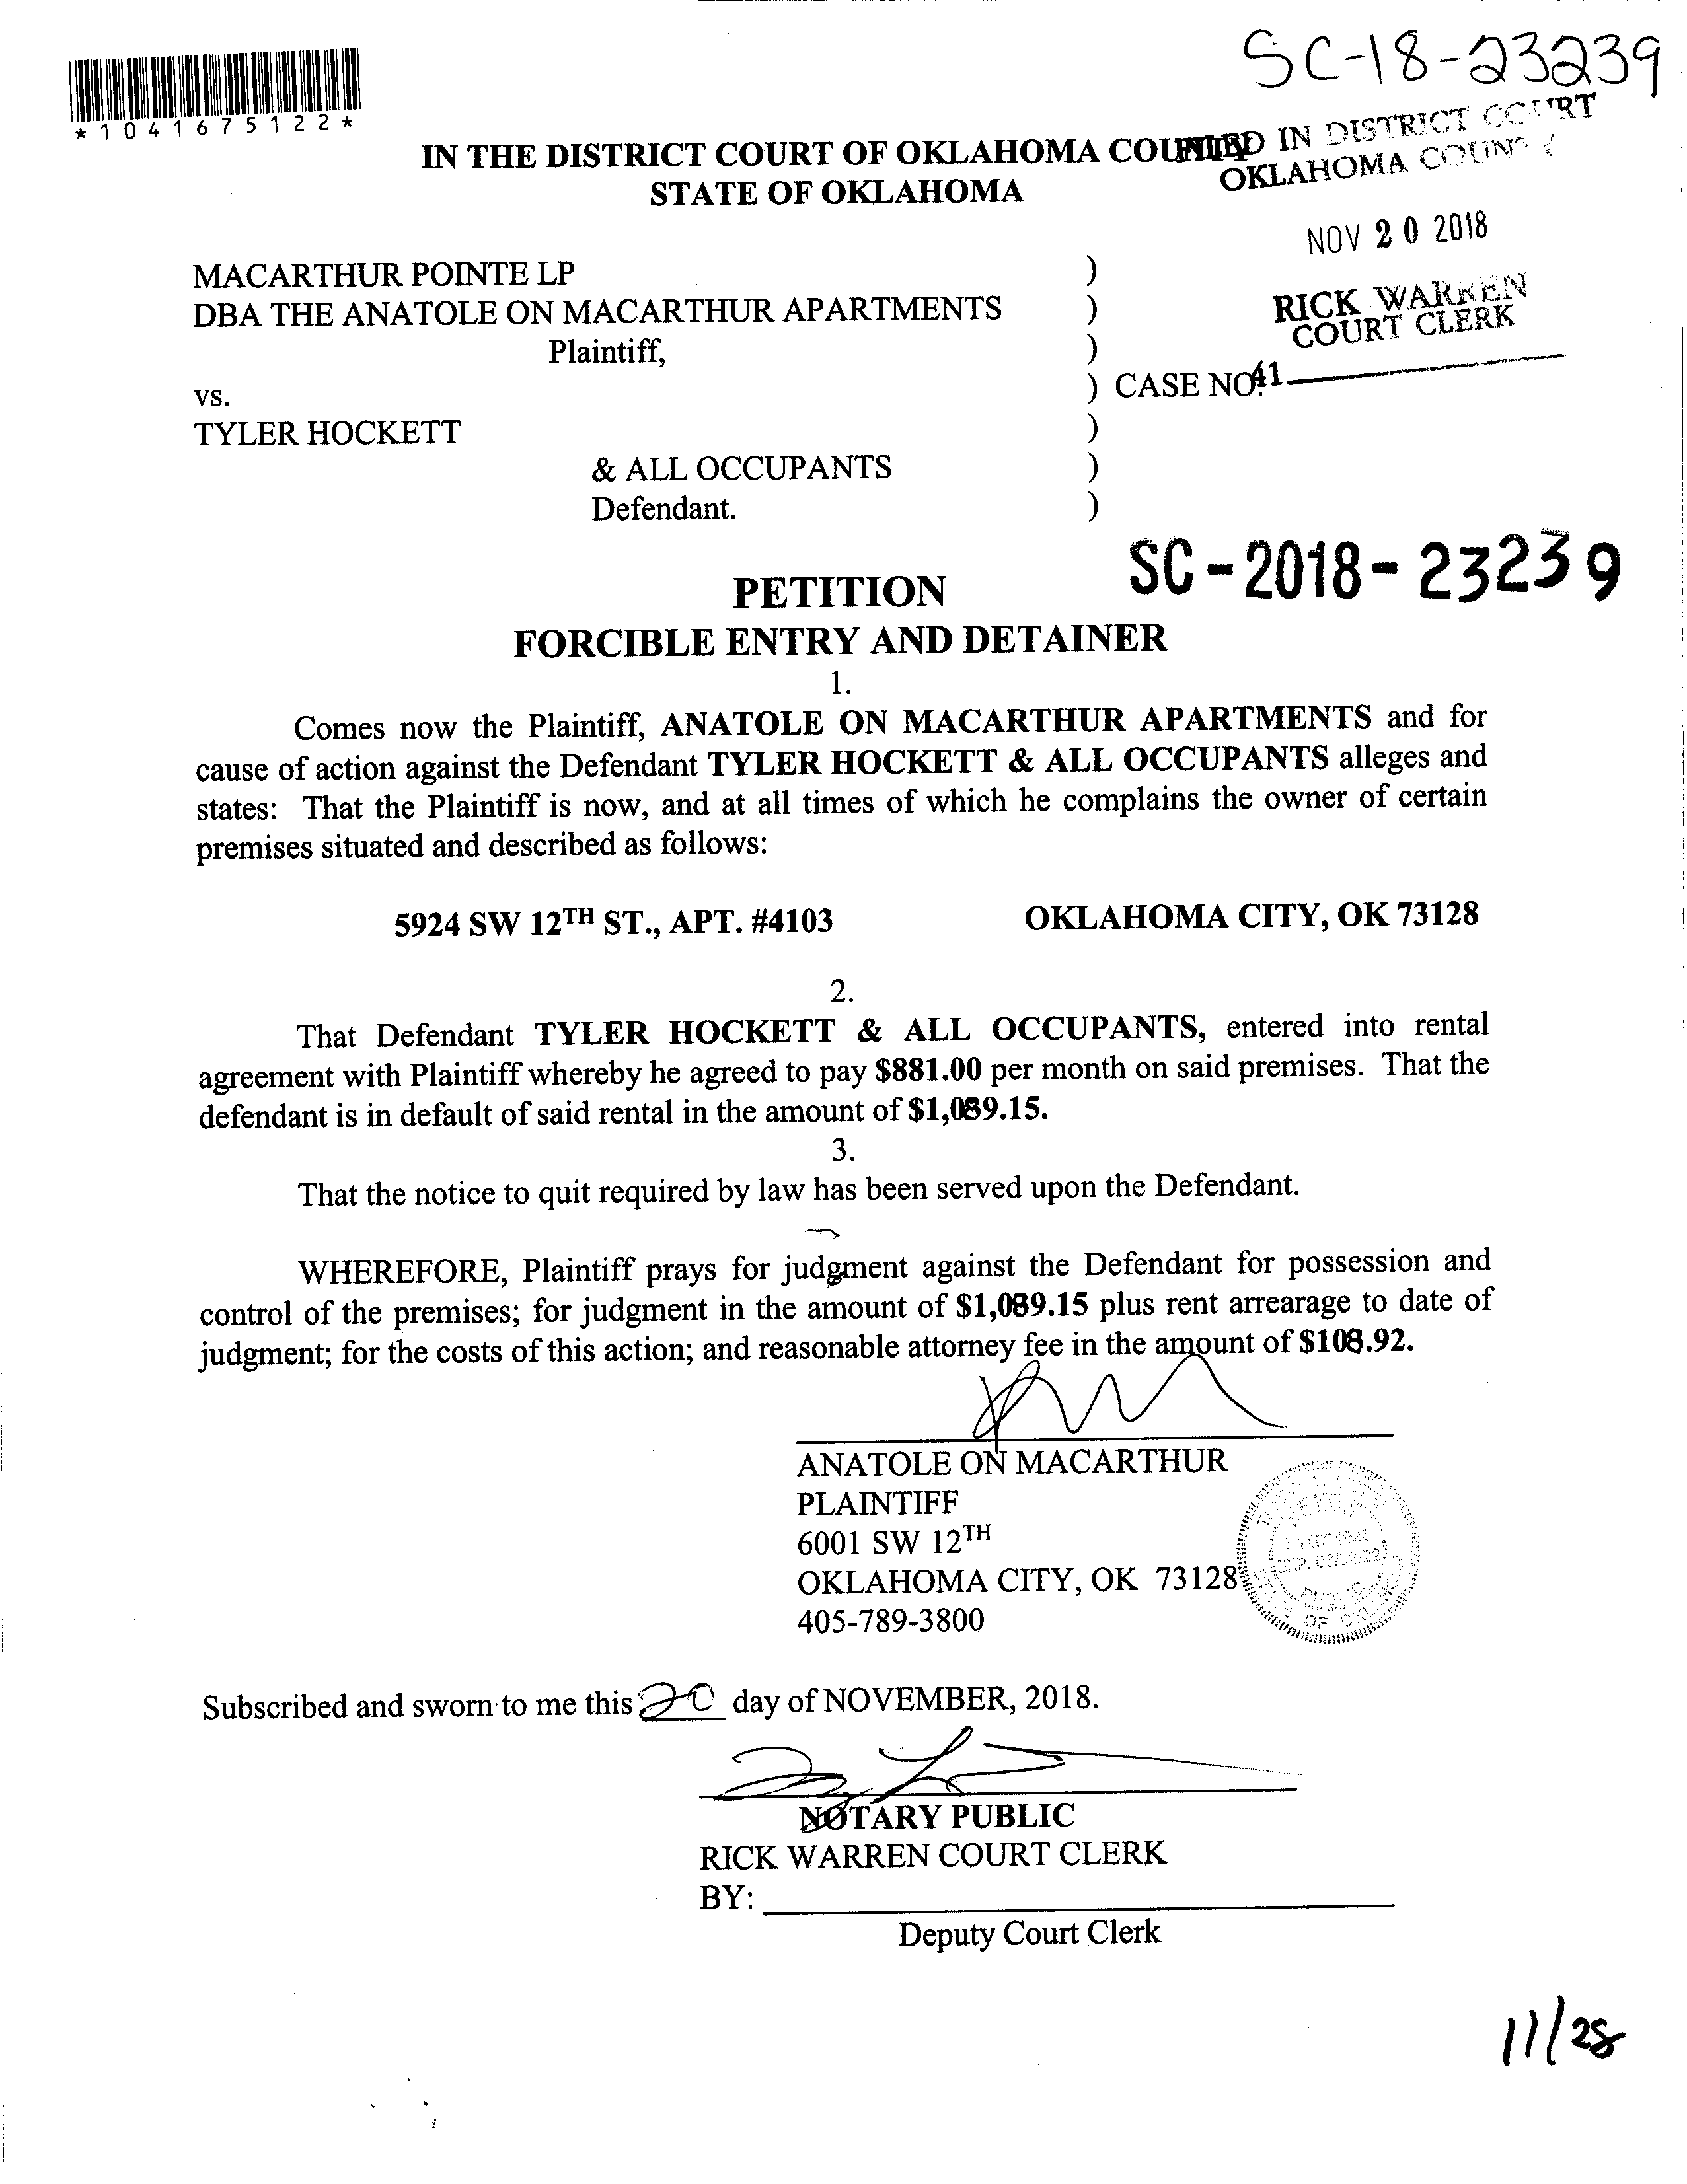 SC-18-23239
*1041675122*
IN THE DISTRICT COURT OF OKLAHOMA COUNTY
STATE OF OKLAHOMA
FILED IN DISTRICT COURT
OKLAHOMA COUNTY
NOV 20 2018
RICK WARREN
COURT CLERK
41
MACARTHUR POINTE LP )
DBA THE ANATOLE ON MACARTHUR APARTMENTS )
Plaintiff, )
vs. ) CASE NO.
TYLER HOCKETT )
& ALL OCCUPANTS )
Defendant. )
SC-2018-23239
PETITION
FORCIBLE ENTRY AND DETAINER
1.
Comes now the Plaintiff, ANATOLE ON MACARTHUR APARTMENTS and for
cause of action against the Defendant TYLER HOCKETT & ALL OCCUPANTS alleges and
states: That the Plaintiff is now, and at all times of which he complains the owner of certain
premises situated and described as follows:
5924 SW 12TH ST., APT. #4103 OKLAHOMA CITY, OK 73128
2.
That Defendant TYLER HOCKETT & ALL OCCUPANTS, entered into rental
agreement with Plaintiff whereby he agreed to pay $881.00 per month on said premises. That the
defendant is in default of said rental in the amount of $1,089.15.
3.
That the notice to quit required by law has been served upon the Defendant.
WHEREFORE, Plaintiff prays for judgment against the Defendant for possession and
control of the premises; for judgment in the amount of $1,089.15 plus rent arrearage to date of
judgment; for the costs of this action; and reasonable attorney fee in the amount of $108.92.
ANATOLE ON MACARTHUR
PLAINTIFF
6001 SW 12TH
OKLAHOMA CITY, OK 73128
405-789-3800
Subscribed and sworn to me this 20 day of NOVEMBER, 2018.
NOTARY PUBLIC
RICK WARREN COURT CLERK
BY:
Deputy Court Clerk
11/28